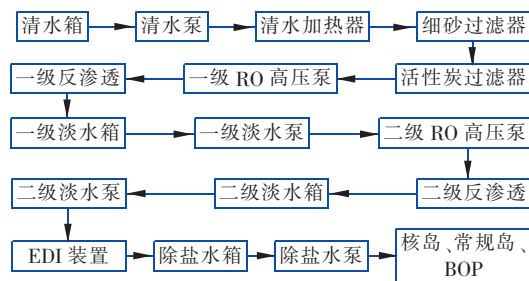 清水箱 清水泵 清水加热器 细砂过滤器
一级反渗透 一级 RO 高压泵 活性炭过滤器
一级淡水箱 一级淡水泵 二级 RO 高压泵
二级淡水泵 二级淡水箱 二级反渗透
EDI 装置 除盐水箱 除盐水泵 核岛、常规岛、
BOP